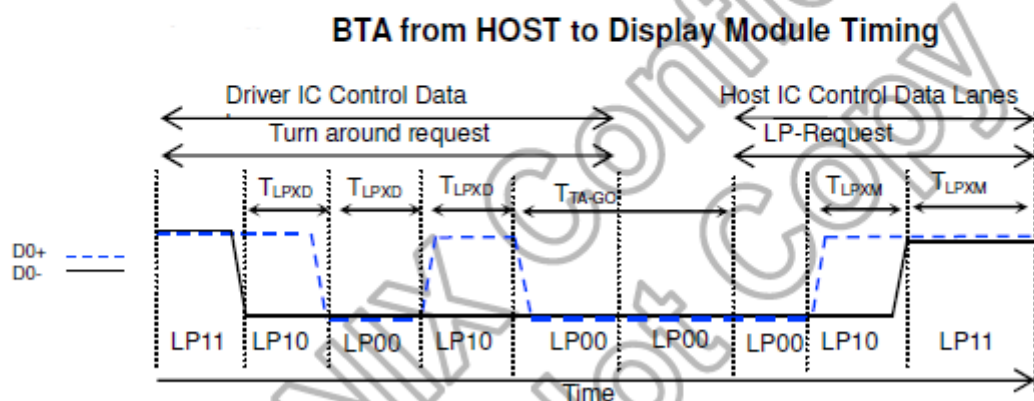 BTA from HOST to Display Module Timing
Driver IC Control Data Host IC Control Data Lanes
Turn around request LP-Request
TLPXD TLPXD TLPXD TTA-GO TLPXM TLPXM
D0+
D0-
LP11 LP10 LP00 LP10 LP00 LP00 LP00 LP10 LP11
Time